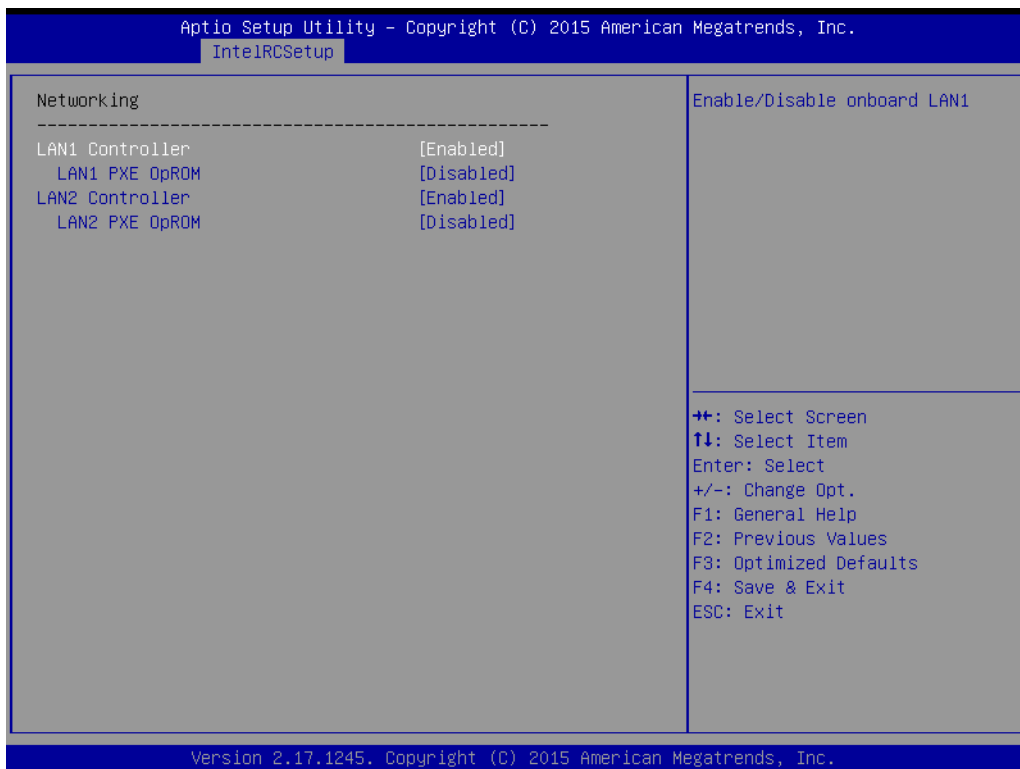 Aptio Setup Utility – Copyright (C) 2015 American Megatrends, Inc.
IntelRCSetup
Networking
--------------------------------------------------
LAN1 Controller [Enabled]
LAN1 PXE OpROM [Disabled]
LAN2 Controller [Enabled]
LAN2 PXE OpROM [Disabled]
Enable/Disable onboard LAN1
→←: Select Screen
↑↓: Select Item
Enter: Select
+/-: Change Opt.
F1: General Help
F2: Previous Values
F3: Optimized Defaults
F4: Save & Exit
ESC: Exit
Version 2.17.1245. Copyright (C) 2015 American Megatrends, Inc.